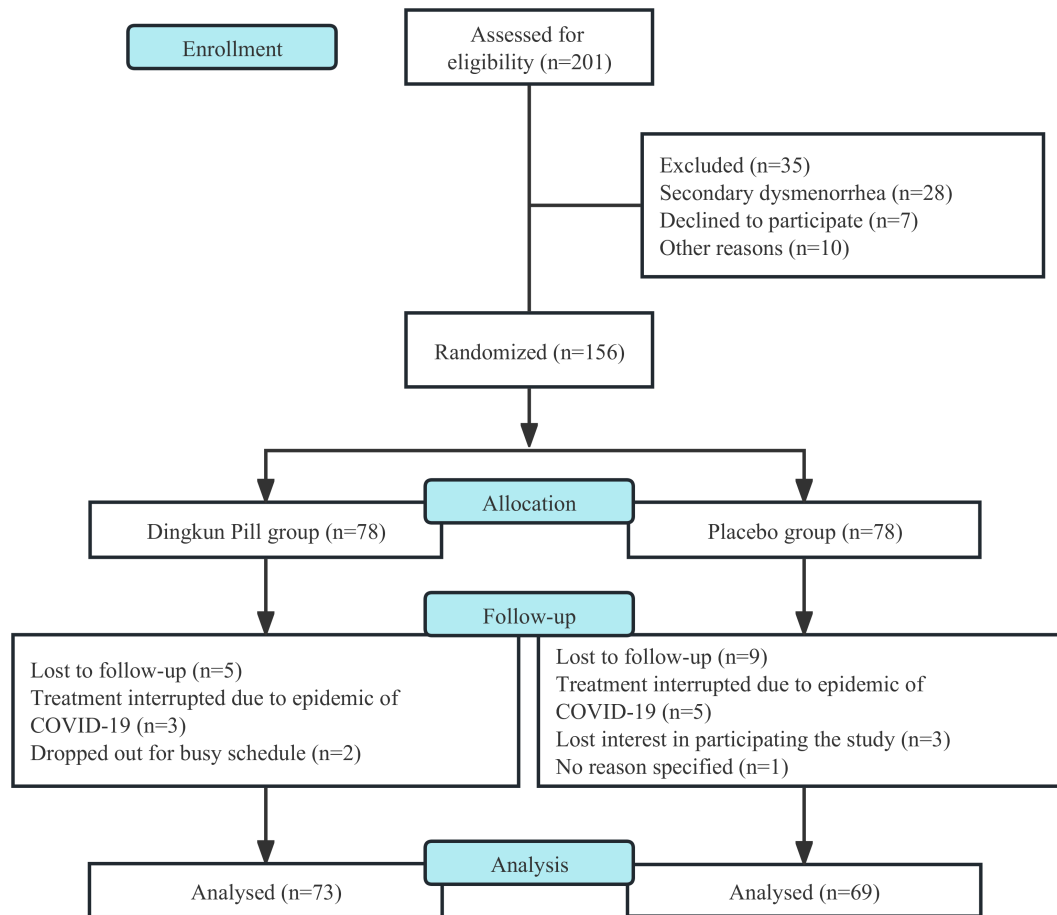 Enrollment
Assessed for
eligibility (n=201)
Excluded (n=35)
Secondary dysmenorrhea (n=28)
Declined to participate (n=7)
Other reasons (n=10)
Randomized (n=156)
Allocation
Dingkun Pill group (n=78)
Placebo group (n=78)
Follow-up
Lost to follow-up (n=5)
Treatment interrupted due to epidemic of
COVID-19 (n=3)
Dropped out for busy schedule (n=2)
Lost to follow-up (n=9)
Treatment interrupted due to epidemic of
COVID-19 (n=5)
Lost interest in participating the study (n=3)
No reason specified (n=1)
Analysis
Analysed (n=73)
Analysed (n=69)